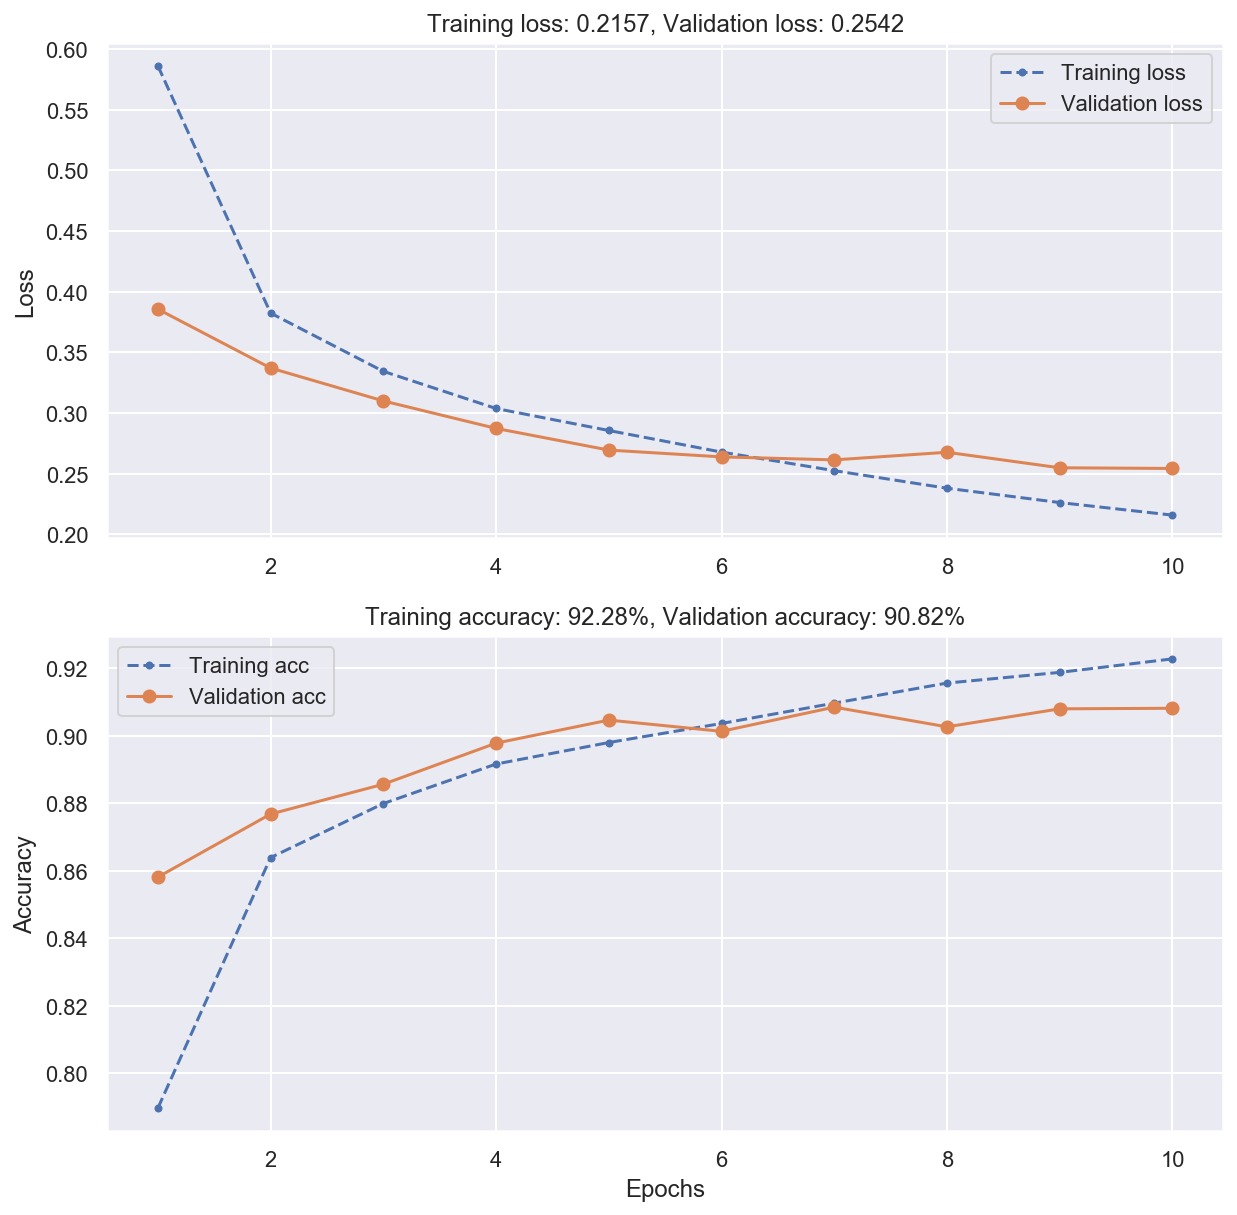 Training loss: 0.2157, Validation loss: 0.2542
0.60
0.55
0.50
0.45
0.40
0.35
0.30
0.25
0.20
Loss
Training loss
Validation loss
2 4 6 8 10
Training accuracy: 92.28%, Validation accuracy: 90.82%
0.92
0.90
0.88
0.86
0.84
0.82
0.80
Accuracy
Training acc
Validation acc
2 4 6 8 10
Epochs